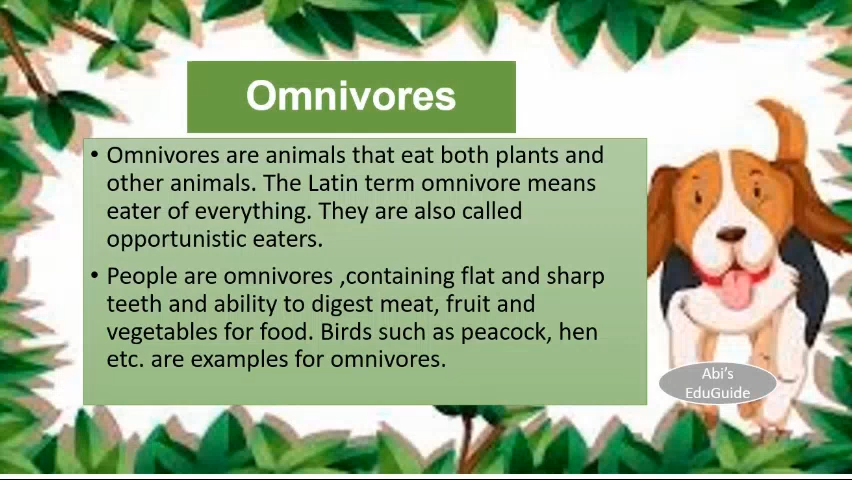 Omnivores
• Omnivores are animals that eat both plants and
other animals. The Latin term omnivore means
eater of everything. They are also called
opportunistic eaters.
• People are omnivores ,containing flat and sharp
teeth and ability to digest meat, fruit and
vegetables for food. Birds such as peacock, hen
etc. are examples for omnivores.
Abi's
EduGuide